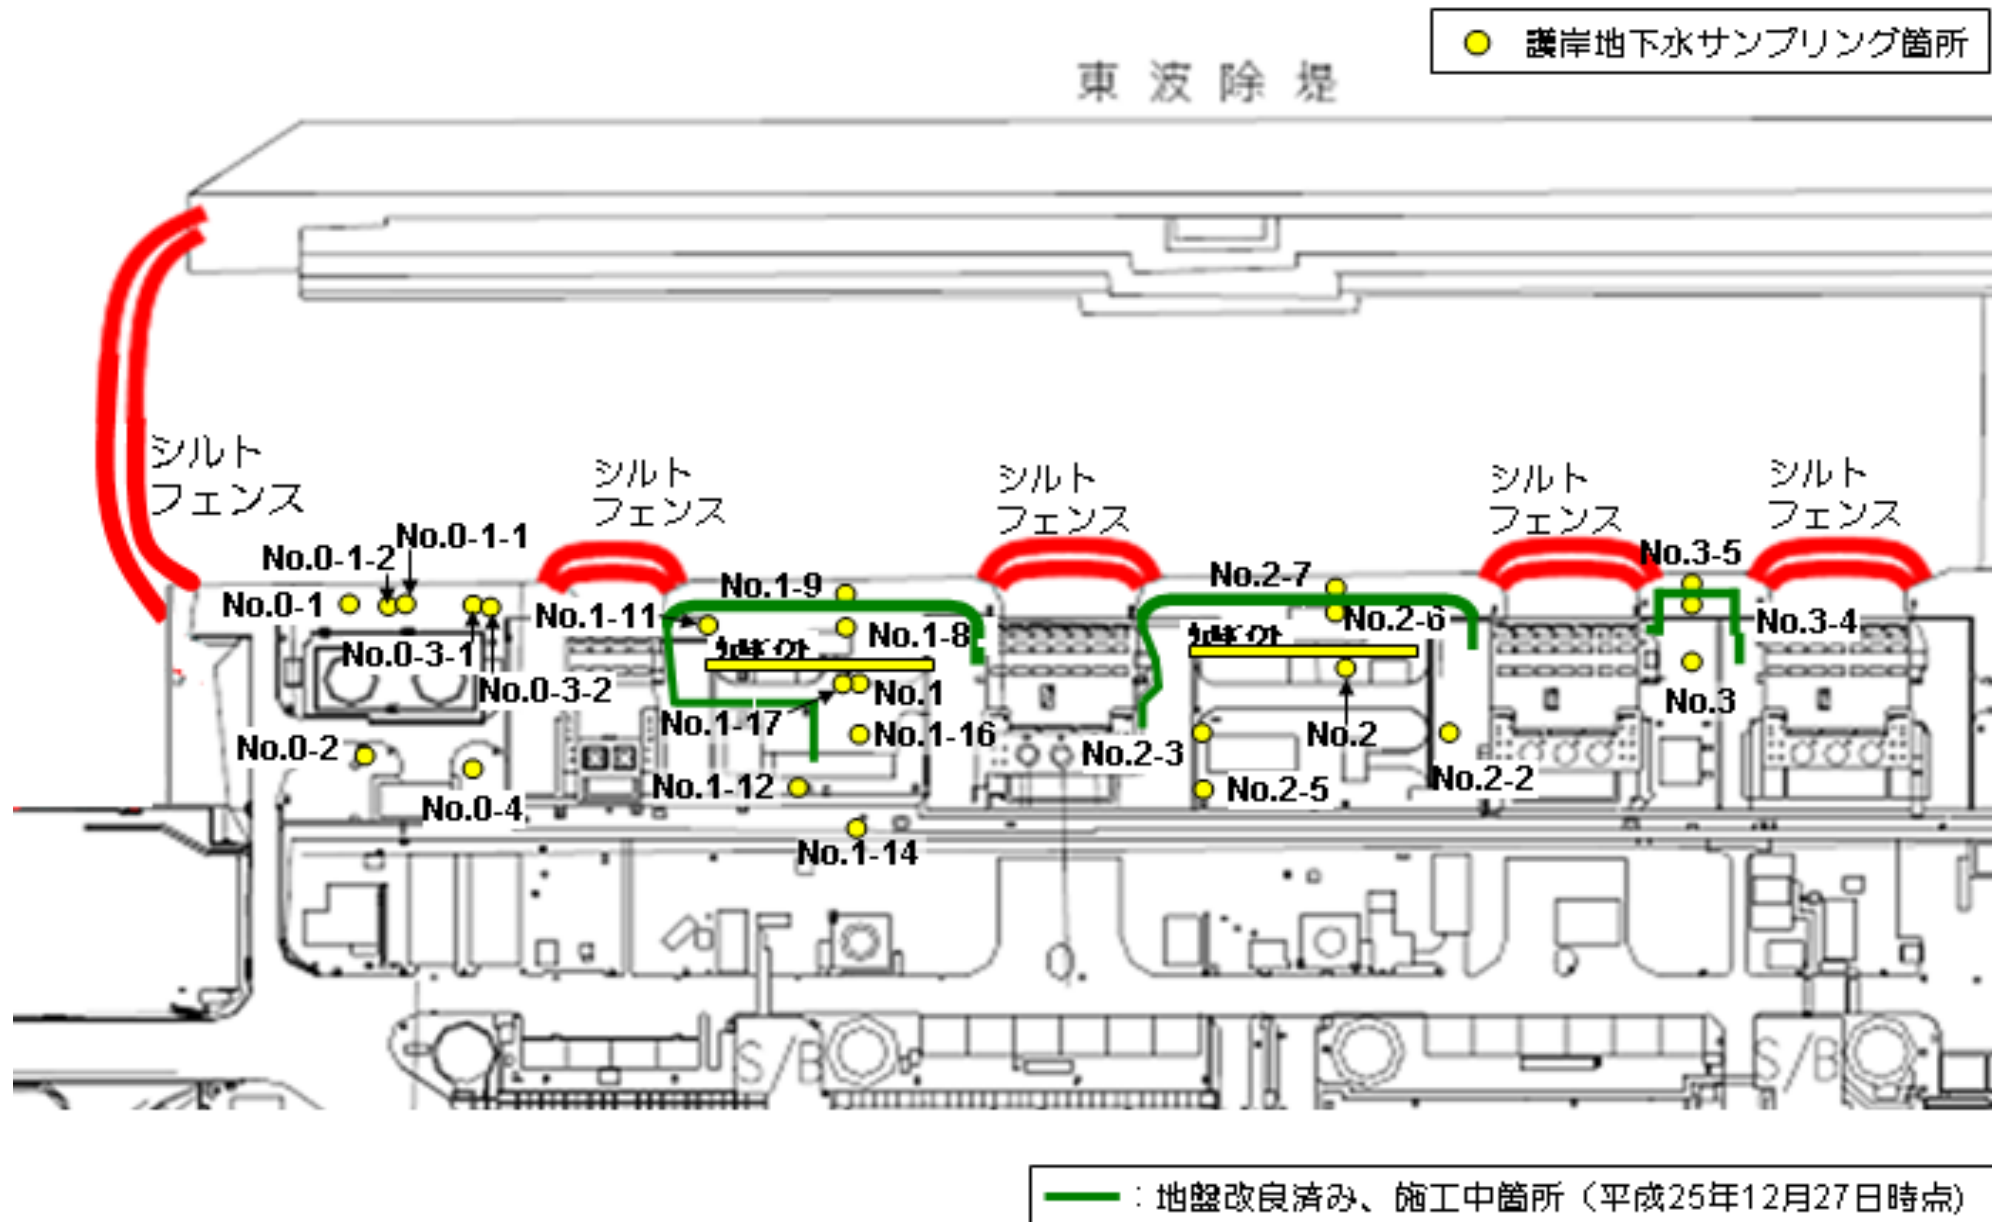 護岸地下水サンプリング箇所
東波除堤
シルト
フェンス
シルト
フェンス
シルト
フェンス
シルト
フェンス
シルト
フェンス
No.0-1-1
No.0-1-2
No.0-1
No.0-3-1
No.0-3-2
No.0-2
No.0-4
No.1-9
No.1-11
No.1-8
No.1
No.1-17
No.1-16
No.1-12
No.1-14
No.2-7
No.2-6
No.2-3
No.2
No.2-5
No.2-2
No.3-5
No.3-4
No.3
S/B
S/B
：地盤改良済み、施工中箇所（平成25年12月27日時点)